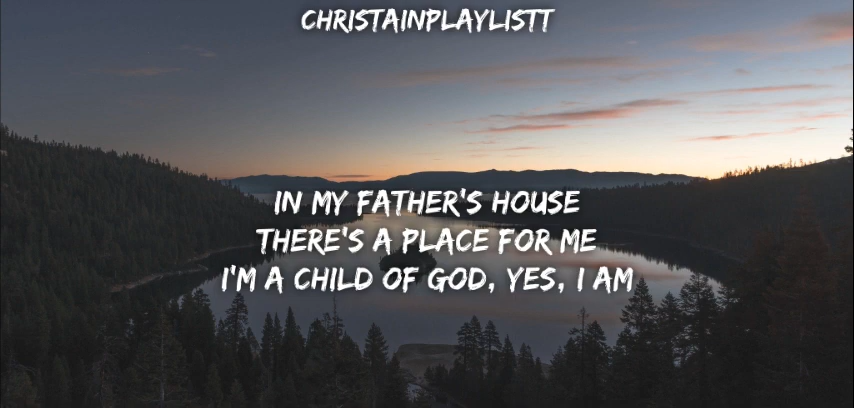 CHRISTAINPLAYLISTT
IN MY FATHER'S HOUSE
THERE'S A PLACE FOR ME
I'M A CHILD OF GOD, YES, I AM